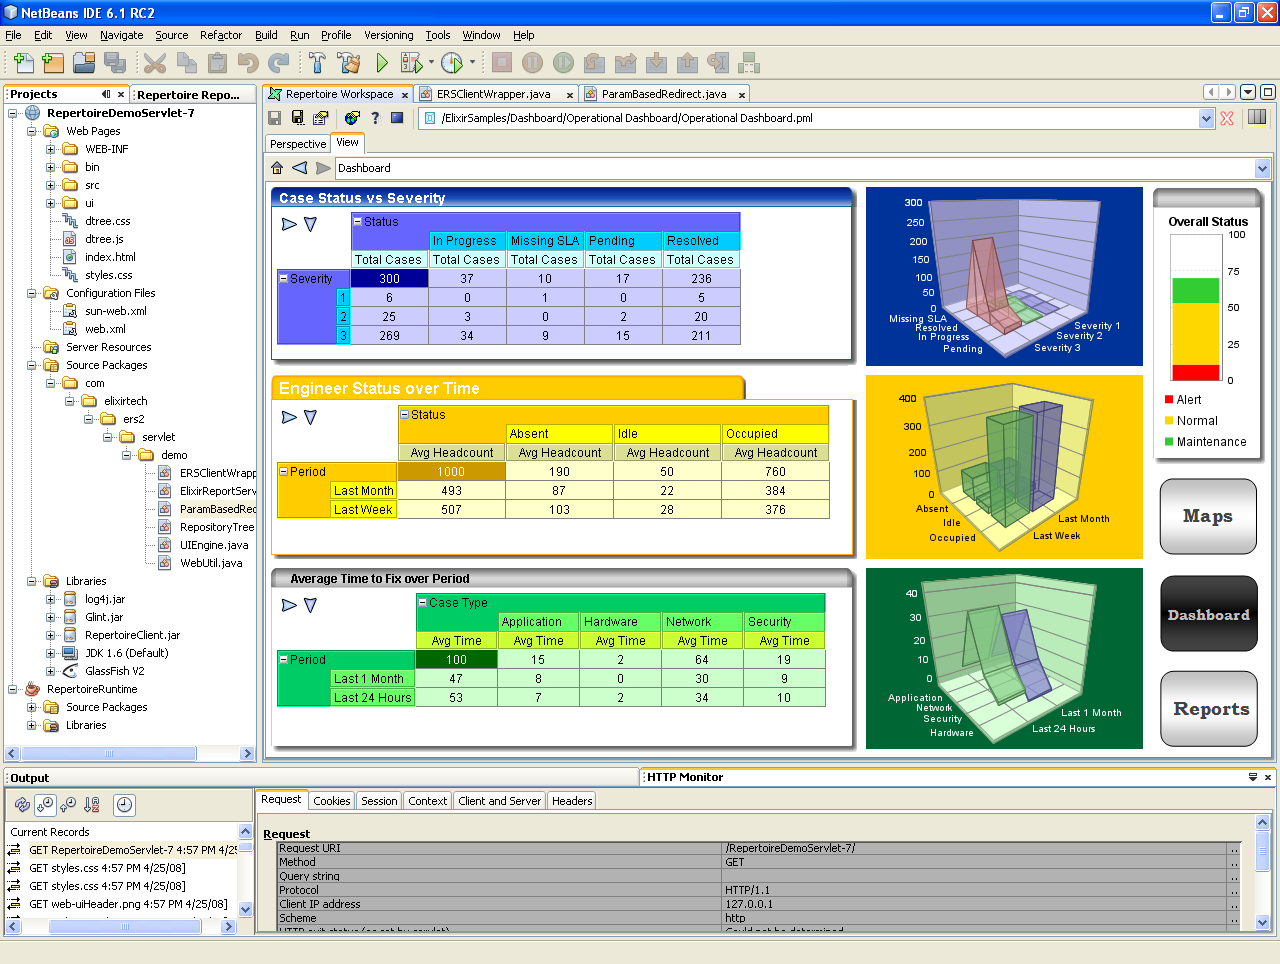 NetBeans IDE 6.1 RC2
File Edit View Navigate Source Refactor Build Run Profile Versioning Tools Window Help
Projects Repertoire Repo...
RepertoireDemoServlet-7
Web Pages
WEB-INF
bin
src
ui
dtree.css
dtree.js
index.html
styles.css
Configuration Files
sun-web.xml
web.xml
Server Resources
Source Packages
com
elixirtech
ers2
servlet
demo
ERSClientWrapp
ElixirReportServ
ParamBasedRedi
RepositoryTree
UIEngine.java
WebUtil.java
Libraries
log4j.jar
Glint.jar
RepertoireClient.jar
JDK 1.6 (Default)
GlassFish V2
RepertoireRuntime
Source Packages
Libraries
Repertoire Workspace ERSClientWrapper.java ParamBasedRedirect.java
/ElixirSamples/Dashboard/Operational Dashboard/Operational Dashboard.pml
Perspective View
Dashboard
Case Status vs Severity
Status
In Progress Missing SLA Pending Resolved
Total Cases Total Cases Total Cases Total Cases Total Cases
Severity 300 37 10 17 236
1 6 0 1 0 5
2 25 3 0 2 20
3 269 34 9 15 211
300
250
200
150
100
50
0
Missing SLA
Resolved
In Progress
Pending
Severity 1
Severity 2
Severity 3
Engineer Status over Time
Status
Absent Idle Occupied
Avg Headcount Avg Headcount Avg Headcount Avg Headcount
Period 1000 190 50 760
Last Month 493 87 22 384
Last Week 507 103 28 376
400
300
200
100
0
Absent
Idle
Occupied
Last Month
Last Week
Average Time to Fix over Period
Case Type
Application Hardware Network Security
Avg Time Avg Time Avg Time Avg Time Avg Time
Period 100 15 2 64 19
Last 1 Month 47 8 0 30 9
Last 24 Hours 53 7 2 34 10
40
30
20
10
0
Application
Network
Security
Hardware
Last 1 Month
Last 24 Hours
Overall Status
100
75
50
25
0
Alert
Normal
Maintenance
Maps
Dashboard
Reports
Output
Current Records
GET RepertoireDemoServlet-7 4:57 PM 4/25
GET styles.css 4:57 PM 4/25/08]
GET styles.css 4:57 PM 4/25/08]
GET web-uiHeader.png 4:57 PM 4/25/08]
HTTP Monitor
Request Cookies Session Context Client and Server Headers
Request
Request URI /RepertoireDemoServlet-7/ ..
Method GET ..
Query string ..
Protocol HTTP/1.1 ..
Client IP address 127.0.0.1 ..
Scheme http ..
HTTP exit status (as set by servlet) Could not be determined